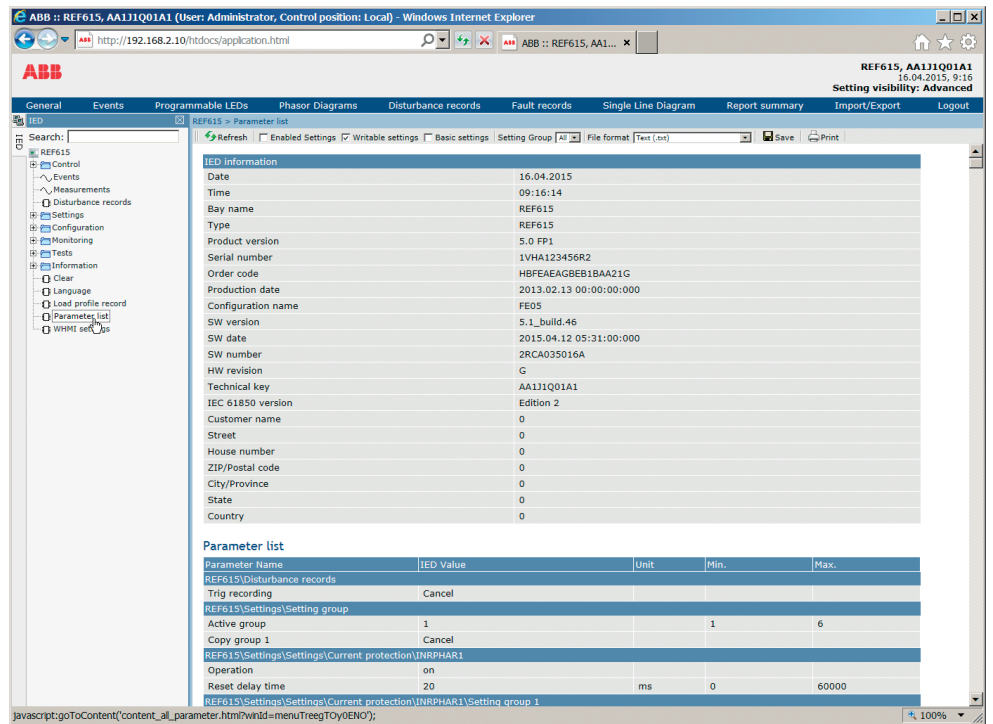 ABB :: REF615, AA1J1Q01A1 (User: Administrator, Control position: Local) - Windows Internet Explorer
http://192.168.2.10/htdocs/application.html
ABB ABB :: REF615, AA1... ×
ABB
REF615, AA1J1Q01A1
16.04.2015, 9:16
Setting visibility: Advanced
General Events Programmable LEDs Phasor Diagrams Disturbance records Fault records Single Line Diagram Report summary Import/Export Logout
IED
REF615 > Parameter list
IED
Search:
Refresh Enabled Settings Writable settings Basic settings Setting Group All File format Text (.txt) Save Print
REF615
Control
Events
Measurements
Disturbance records
Settings
Configuration
Monitoring
Tests
Information
Clear
Language
Load profile record
Parameter list
WHMI settings
IED information
Date 16.04.2015
Time 09:16:14
Bay name REF615
Type REF615
Product version 5.0 FP1
Serial number 1VHA123456R2
Order code HBFEAEAGBEB1BAA21G
Production date 2013.02.13 00:00:00:000
Configuration name FE05
SW version 5.1_build.46
SW date 2015.04.12 05:31:00:000
SW number 2RCA035016A
HW revision G
Technical key AA1J1Q01A1
IEC 61850 version Edition 2
Customer name 0
Street 0
House number 0
ZIP/Postal code 0
City/Province 0
State 0
Country 0
Parameter list
Parameter Name IED Value Unit Min. Max.
REF615\Disturbance records
Trig recording Cancel
REF615\Settings\Setting group
Active group 1 1 6
Copy group 1 Cancel
REF615\Settings\Settings\Current protection\INRPHAR1
Operation on
Reset delay time 20 ms 0 60000
REF615\Settings\Settings\Current protection\INRPHAR1\Setting group 1
javascript:goToContent('content_all_parameter.html?winId=menuTreegTOy0ENO');
100%